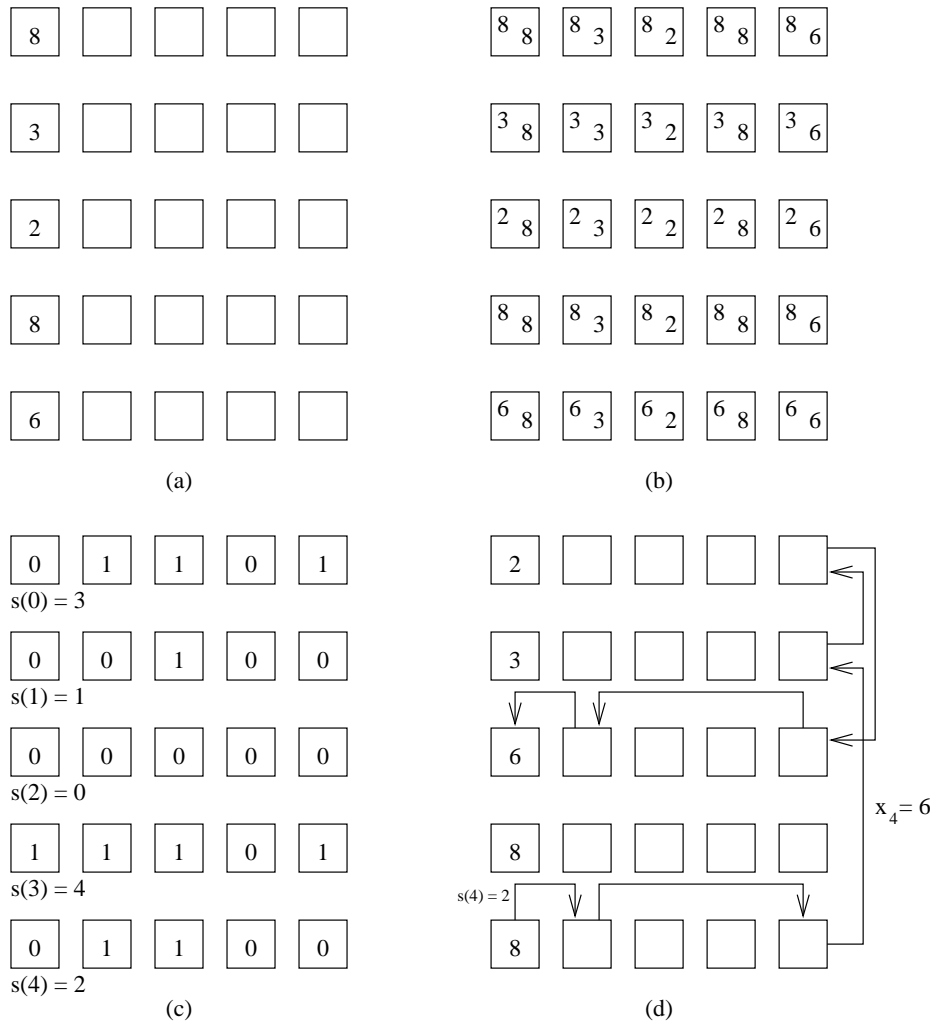 8
3
2
8
6
(a)
8 8 8 3 8 2 8 8 8 6
3 8 3 3 3 2 3 8 3 6
2 8 2 3 2 2 2 8 2 6
8 8 8 3 8 2 8 8 8 6
6 8 6 3 6 2 6 8 6 6
(b)
0 1 1 0 1
s(0) = 3
0 0 1 0 0
s(1) = 1
0 0 0 0 0
s(2) = 0
1 1 1 0 1
s(3) = 4
0 1 1 0 0
s(4) = 2
(c)
2
3
6
x4= 6
8
s(4) = 2
8
(d)